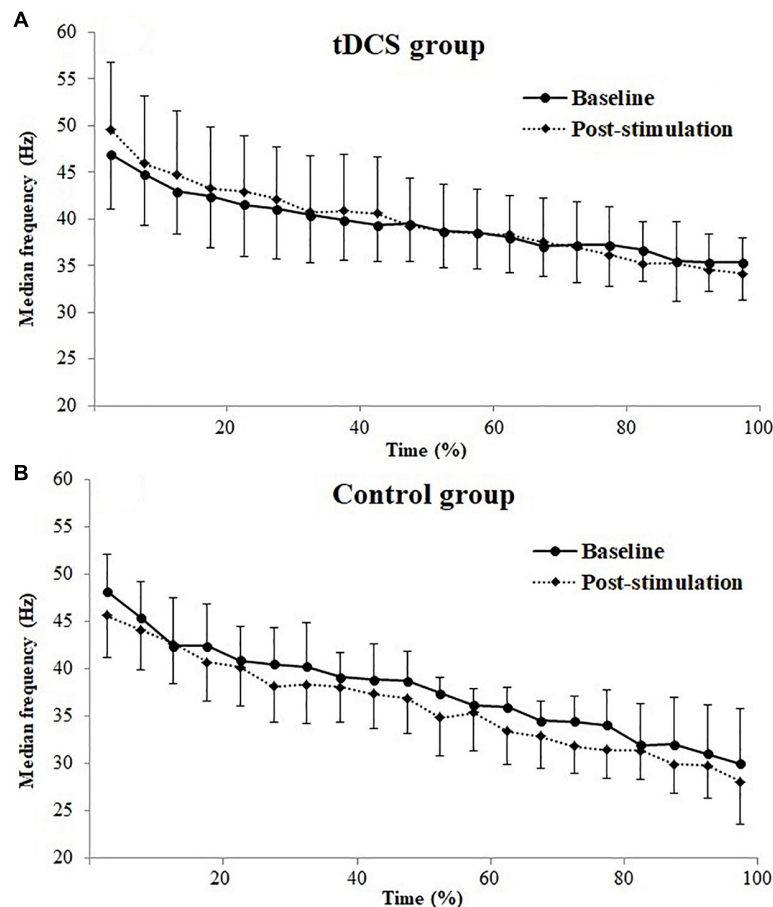 A
tDCS group
Baseline
Post-stimulation
Median frequency (Hz)
60
55
50
45
40
35
30
25
20
20 40 60 80 100
Time (%)
B
Control group
Baseline
Post-stimulation
Median frequency (Hz)
60
55
50
45
40
35
30
25
20
20 40 60 80 100
Time (%)